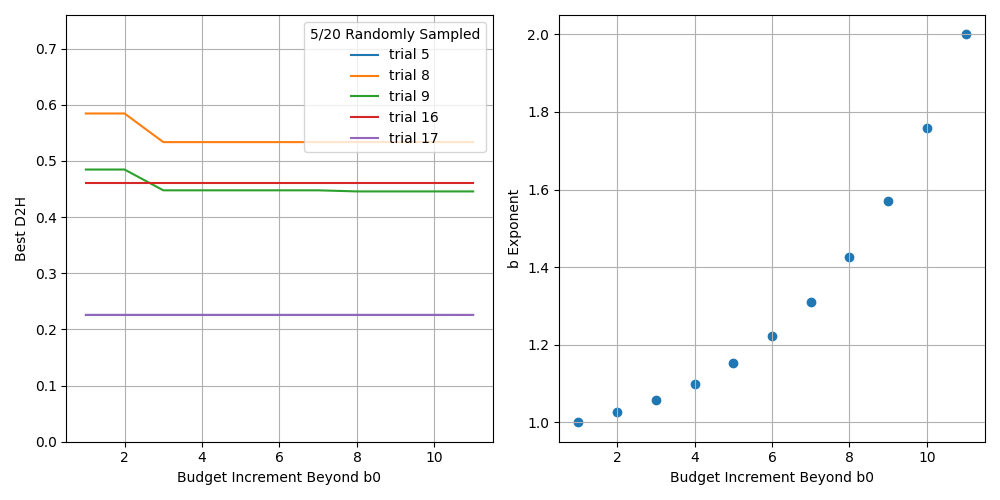 0.7
0.6
0.5
0.4
0.3
0.2
0.1
0.0
Best D2H
2 4 6 8 10
Budget Increment Beyond b0
5/20 Randomly Sampled
trial 5
trial 8
trial 9
trial 16
trial 17
2.0
1.8
1.6
1.4
1.2
1.0
b Exponent
2 4 6 8 10
Budget Increment Beyond b0